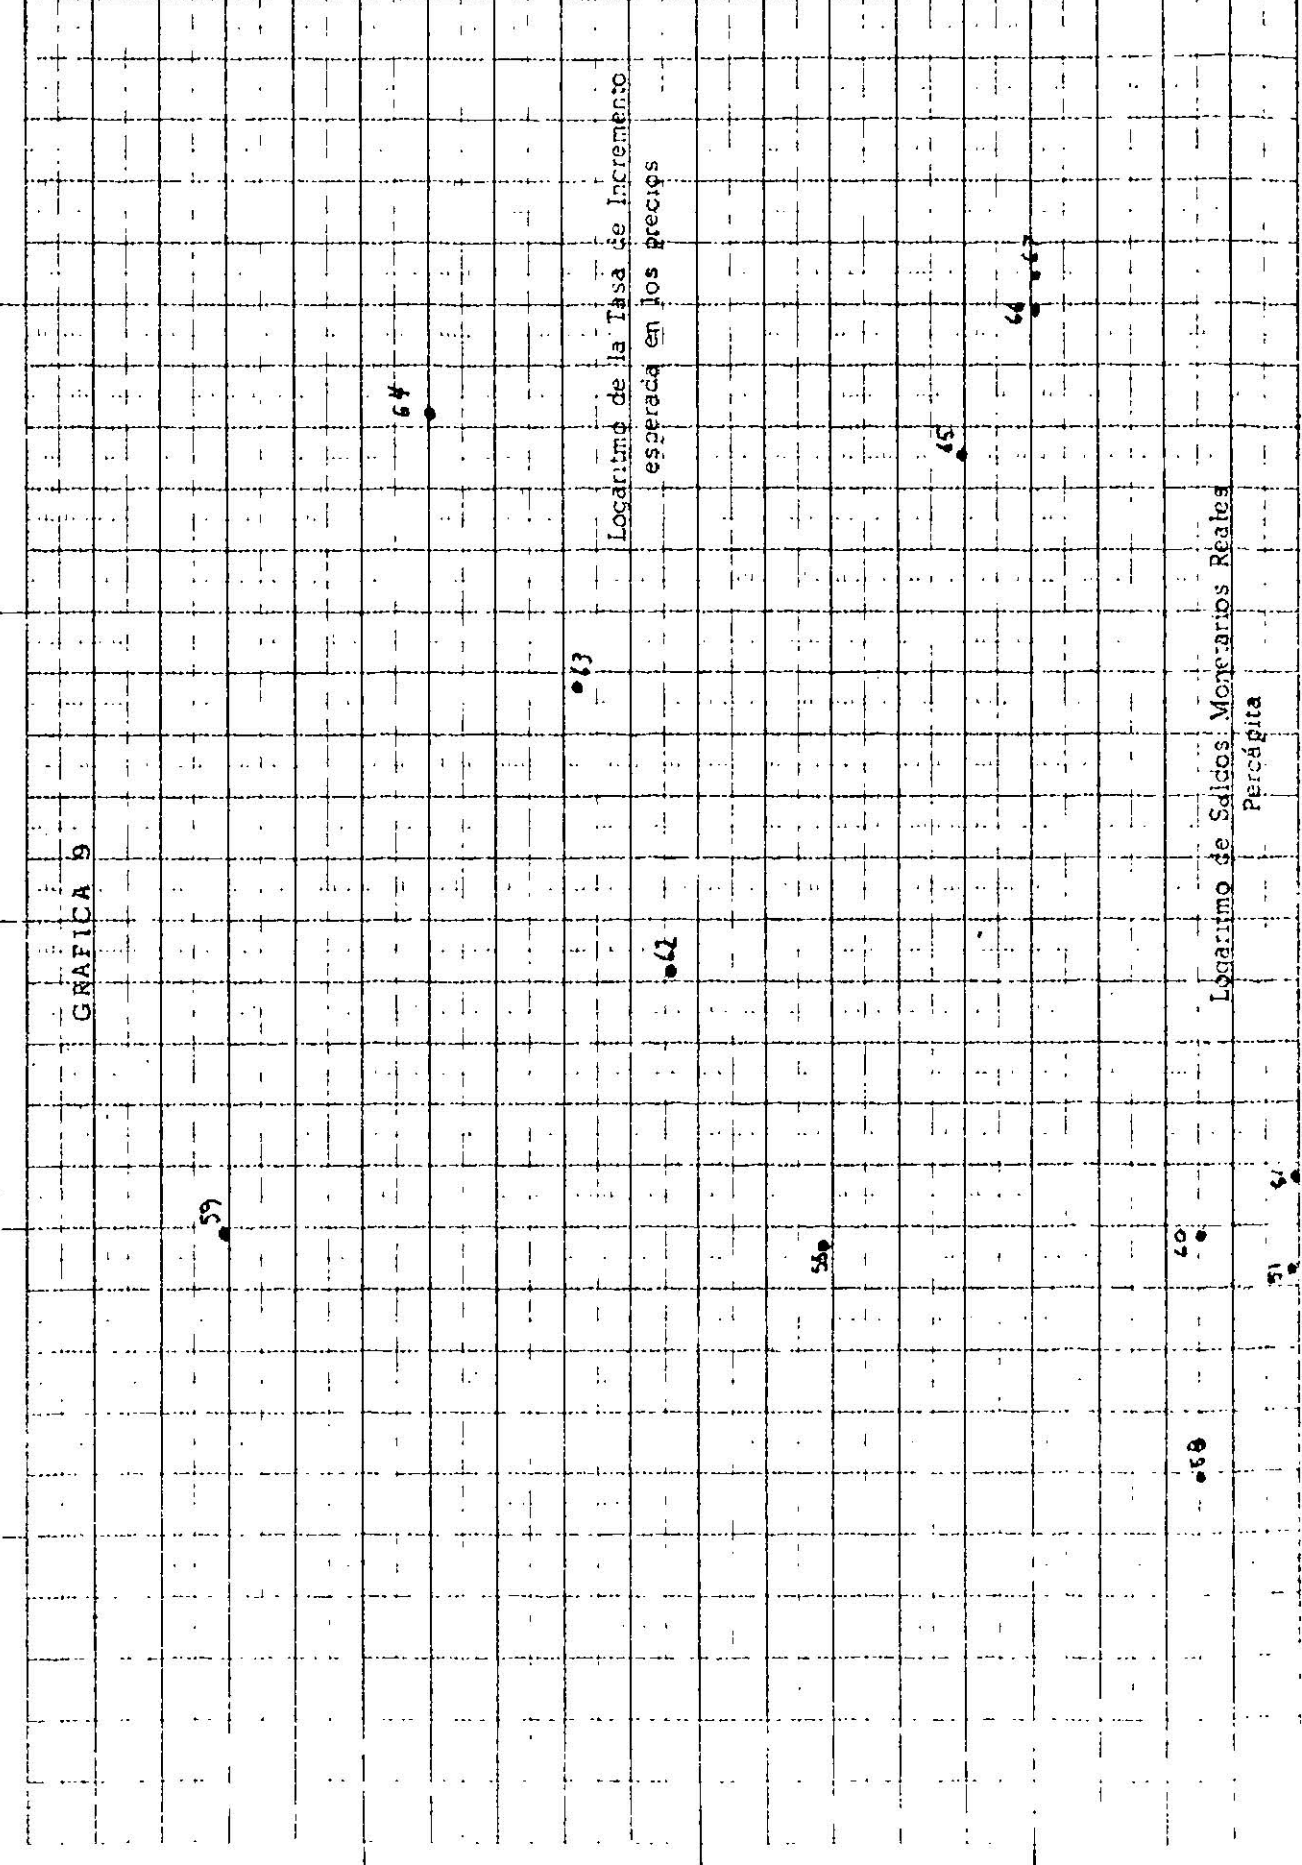 GRAFICA 9
59
64
Logaritmo de la Tasa de Incremento
esperada en los precios
63
62
56
65
66
67
60
58
Logaritmo de Saldos Monetarios Reales
Percápita
51
61